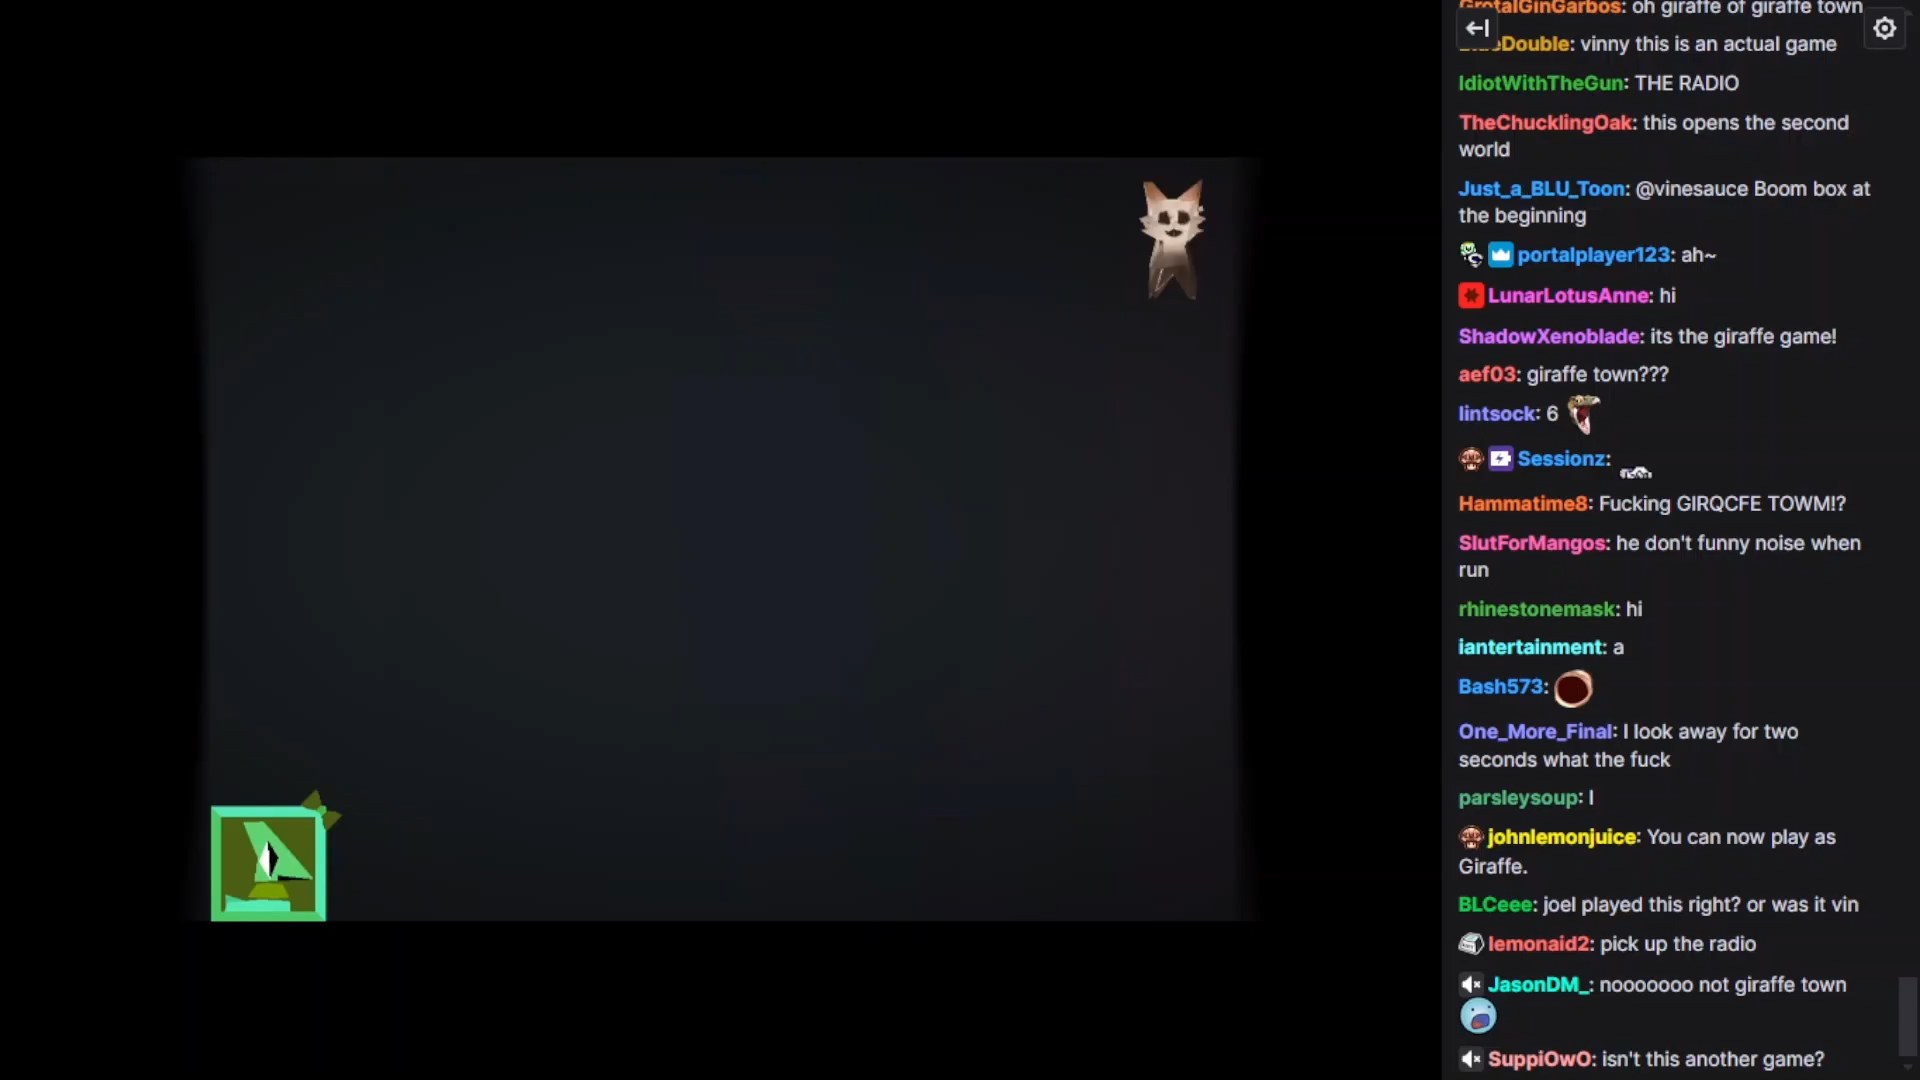 GrotalGinGarbos: oh giraffe of giraffe town
Double: vinny this is an actual game
IdiotWithTheGun: THE RADIO
TheChucklingOak: this opens the second
world
Just_a_BLU_Toon: @vinesauce Boom box at
the beginning
portalplayer123: ah~
LunarLotusAnne: hi
ShadowXenoblade: its the giraffe game!
aef03: giraffe town???
lintsock: 6
Sessionz:
Hammatime8: Fucking GIRQCFE TOWM!?
SlutForMangos: he don't funny noise when
run
rhinestonemask: hi
iantertainment: a
Bash573:
One_More_Final: I look away for two
seconds what the fuck
parsleysoup: I
johnlemonjuice: You can now play as
Giraffe.
BLCeee: joel played this right? or was it vin
lemonaid2: pick up the radio
JasonDM_: nooooooo not giraffe town
SuppiOwO: isn't this another game?